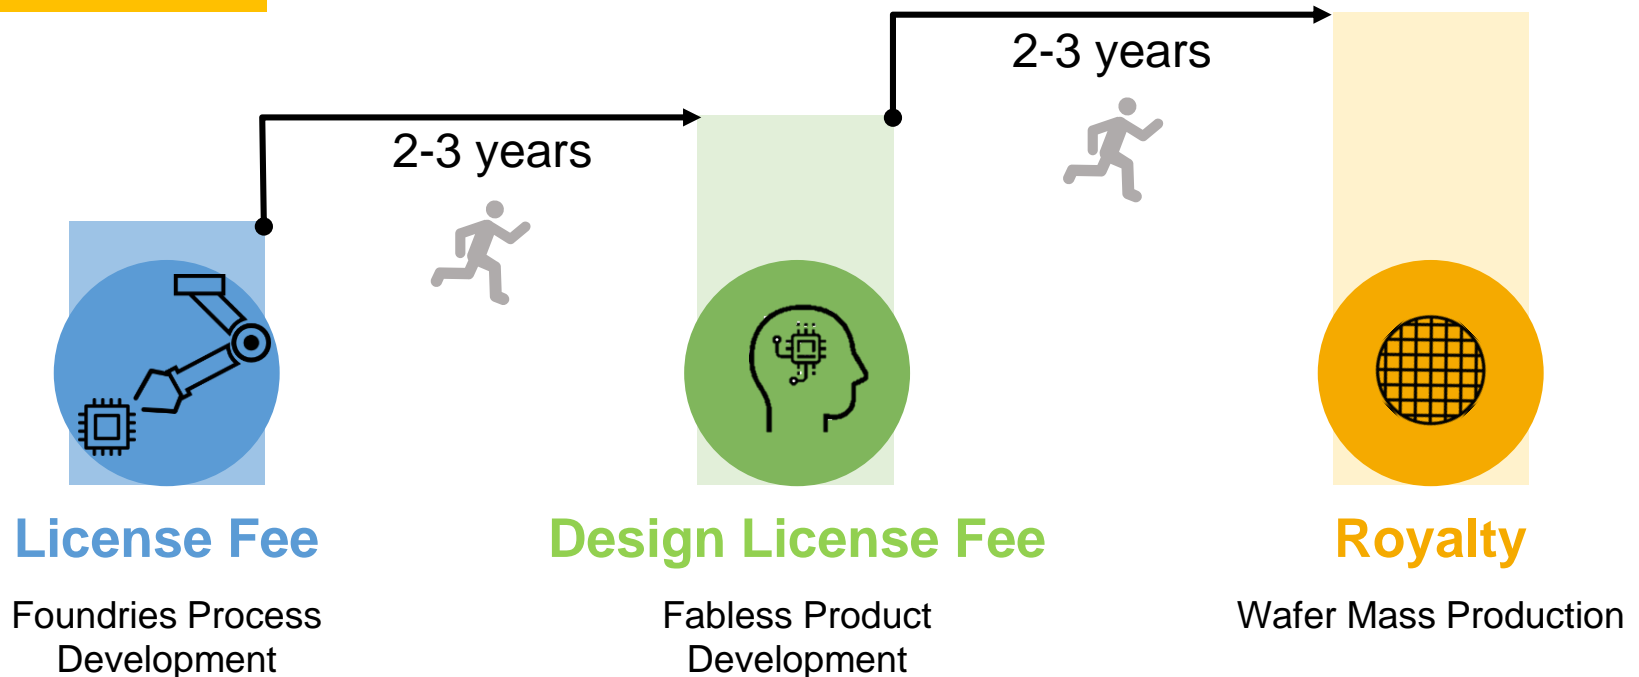 2-3 years
2-3 years
License Fee
Foundries Process
Development
Design License Fee
Fabless Product
Development
Royalty
Wafer Mass Production